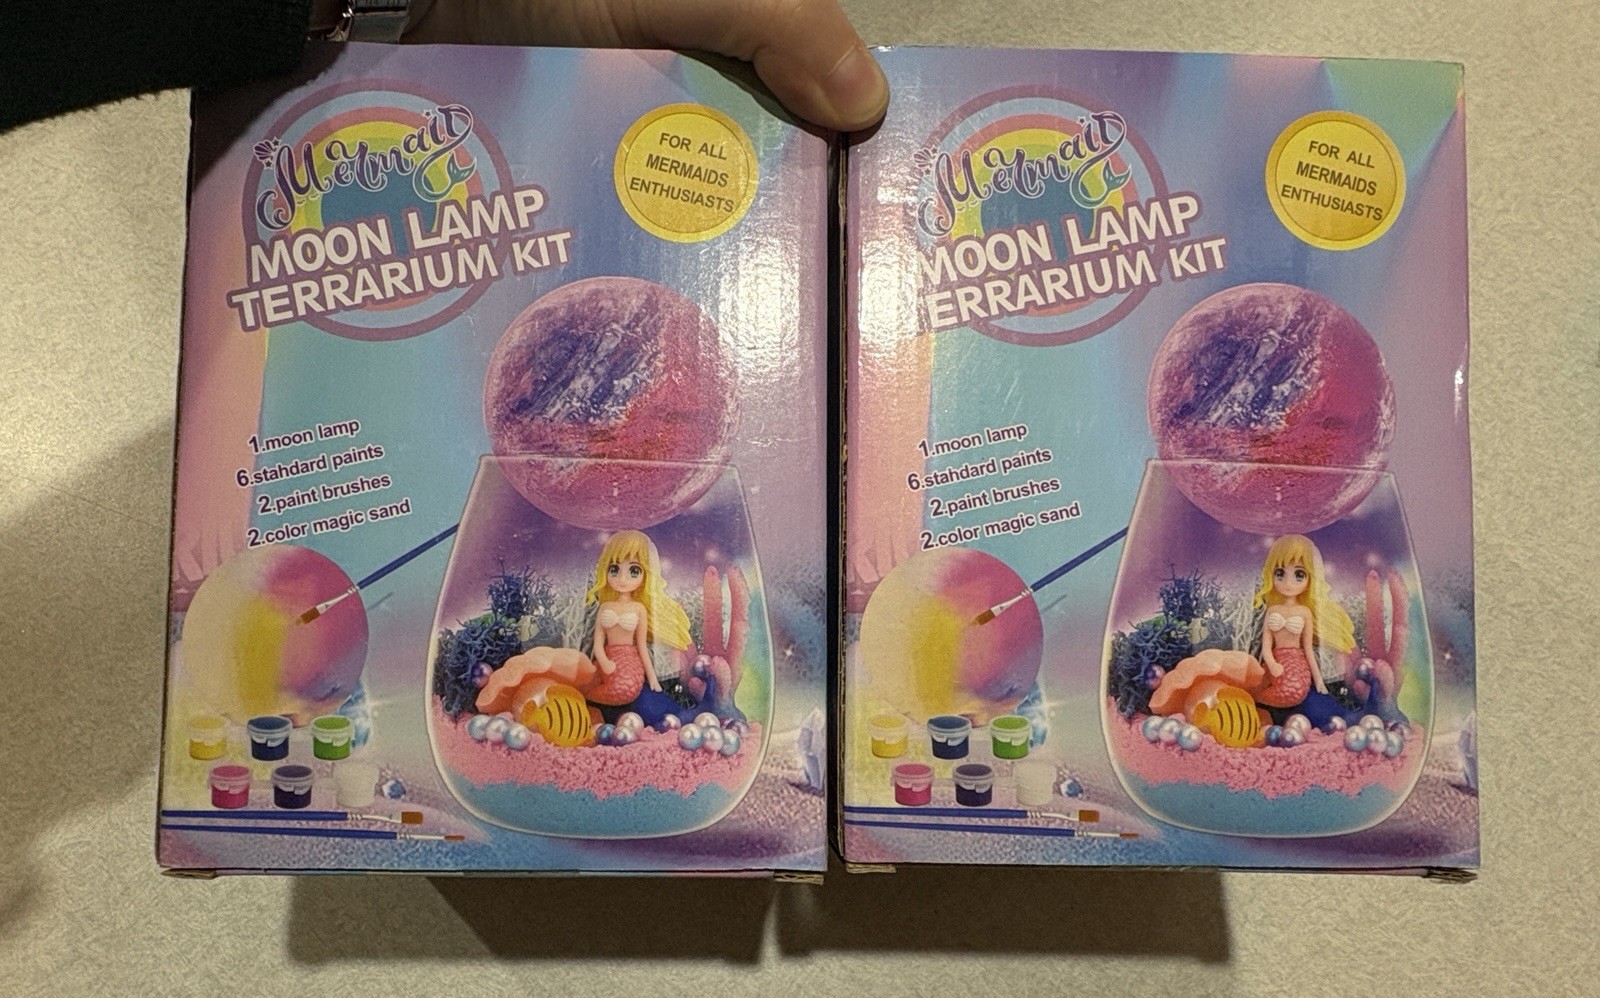 Mermaid
MOON LAMP
TERRARIUM KIT
FOR ALL
MERMAIDS
ENTHUSIASTS
1.moon lamp
6.stahdard paints
2.paint brushes
2.color magic sand
Mermaid
MOON LAMP
TERRARIUM KIT
FOR ALL
MERMAIDS
ENTHUSIASTS
1.moon lamp
6.stahdard paints
2.paint brushes
2.color magic sand